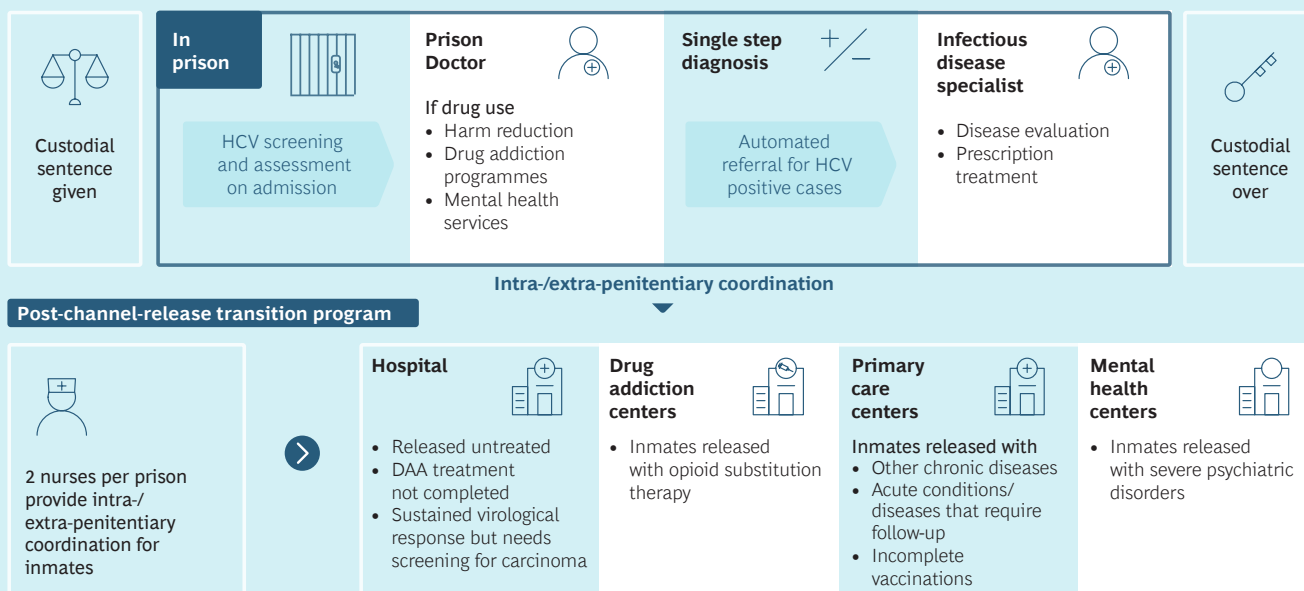 Custodial
sentence
given
In
prison
HCV screening
and assessment
on admission
Prison
Doctor
If drug use
• Harm reduction
• Drug addiction
programmes
• Mental health
services
Single step
diagnosis
Automated
referral for HCV
positive cases
Infectious
disease
specialist
• Disease evaluation
• Prescription
treatment
Custodial
sentence
over
Intra-/extra-penitentiary coordination
Post-channel-release transition program
2 nurses per prison
provide intra-/
extra-penitentiary
coordination for
inmates
Hospital
• Released untreated
• DAA treatment
not completed
• Sustained virological
response but needs
screening for carcinoma
Drug
addiction
centers
• Inmates released
with opioid substitution
therapy
Primary
care
centers
Inmates released with
• Other chronic diseases
• Acute conditions/
diseases that require
follow-up
• Incomplete
vaccinations
Mental
health
centers
• Inmates released
with severe psychiatric
disorders